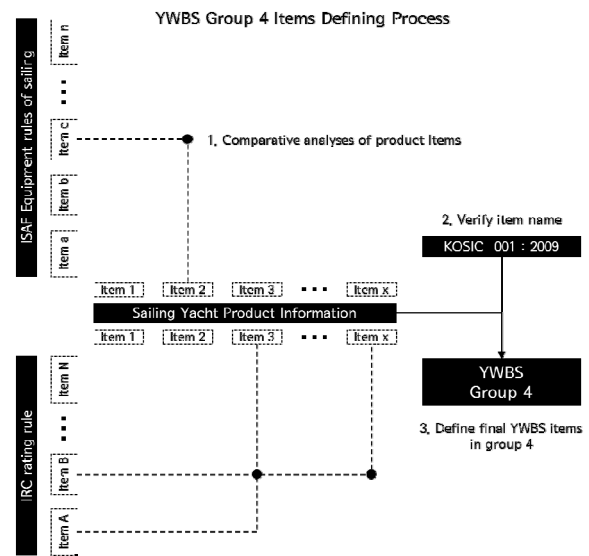 YWBS Group 4 Items Defining Process
ISAF Equipment rules of sailing
Item n
Item c
Item b
Item a
1. Comparative analyses of product Items
2. Verify item name
KOSIC 001 : 2009
Item 1 Item 2 Item 3 ▪ ▪ ▪ Item x
Sailing Yacht Product Information
Item 1 Item 2 Item 3 ▪ ▪ ▪ Item x
YWBS
Group 4
3. Define final YWBS items
in group 4
IRC rating rule
Item N
Item B
Item A